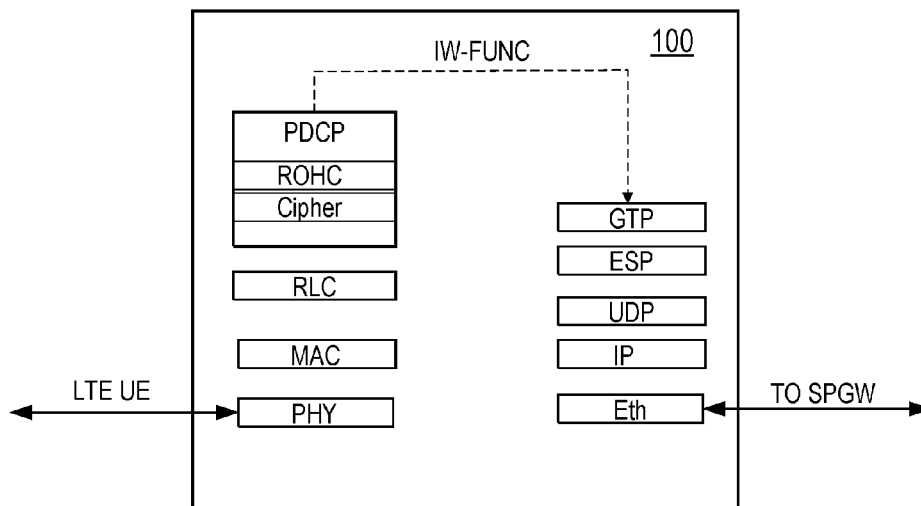 100
IW-FUNC
PDCP
ROHC
Cipher
RLC
MAC
PHY
LTE UE
GTP
ESP
UDP
IP
Eth
TO SPGW